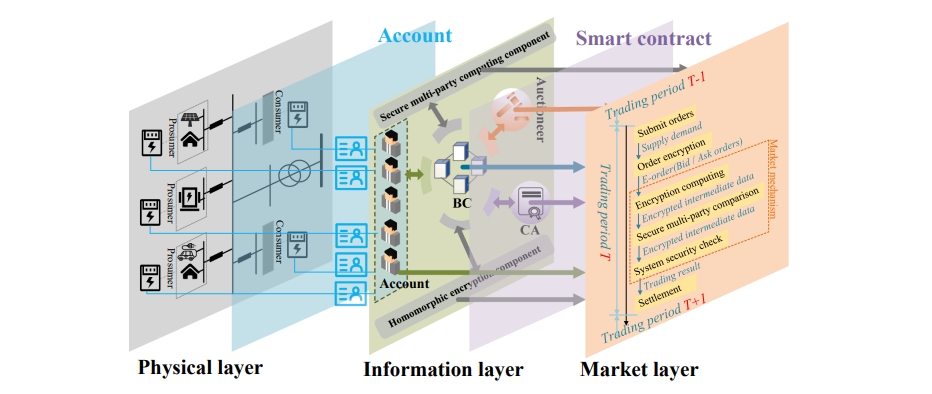 Account
Smart contract
Secure multi-party computing component
Prosumer
Consumer
Prosumer
Consumer
Prosumer
Auctioneer
BC
CA
Account
Homomorphic encryption component
Trading period T-1
Submit orders
Supply demand
Order encryption
E-order(Bid / Ask orders)
Encryption computing
Encrypted intermediate data
Secure multi-party comparison
Encrypted intermediate data
System security check
Trading result
Settlement
Trading period T+1
Trading period T
Market mechanism
Physical layer
Information layer
Market layer